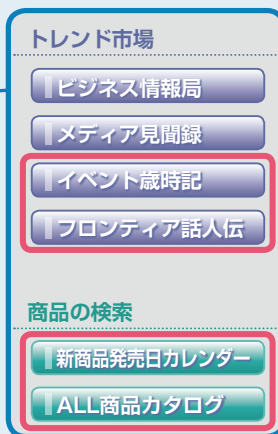 トレンド市場
ビジネス情報局
メディア見聞録
イベント歳時記
フロンティア話人伝
商品の検索
新商品発売日カレンダー
ALL商品カタログ